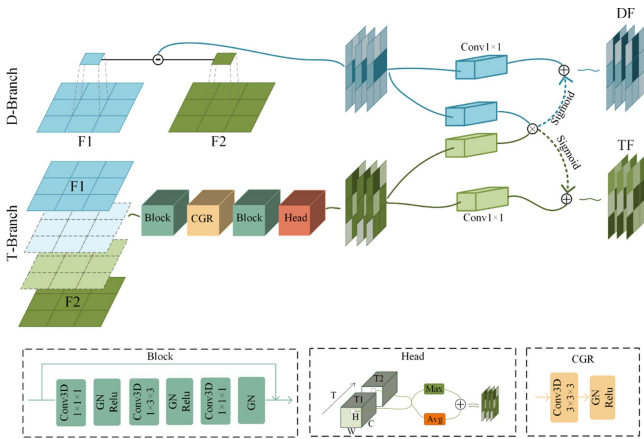 DF
Conv1×1
D-Branch
F1
F2
Sigmoid
Sigmoid
TF
T-Branch
F1
Block
CGR
Block
Head
Conv1×1
F2
Block
Conv3D
1×1×1
GN
Relu
Conv3D
1×3×3
GN
Relu
Conv3D
1×1×1
GN
Head
T
T2
T1
H
W
C
Max
Avg
CGR
Conv3D
3×3×3
GN
Relu